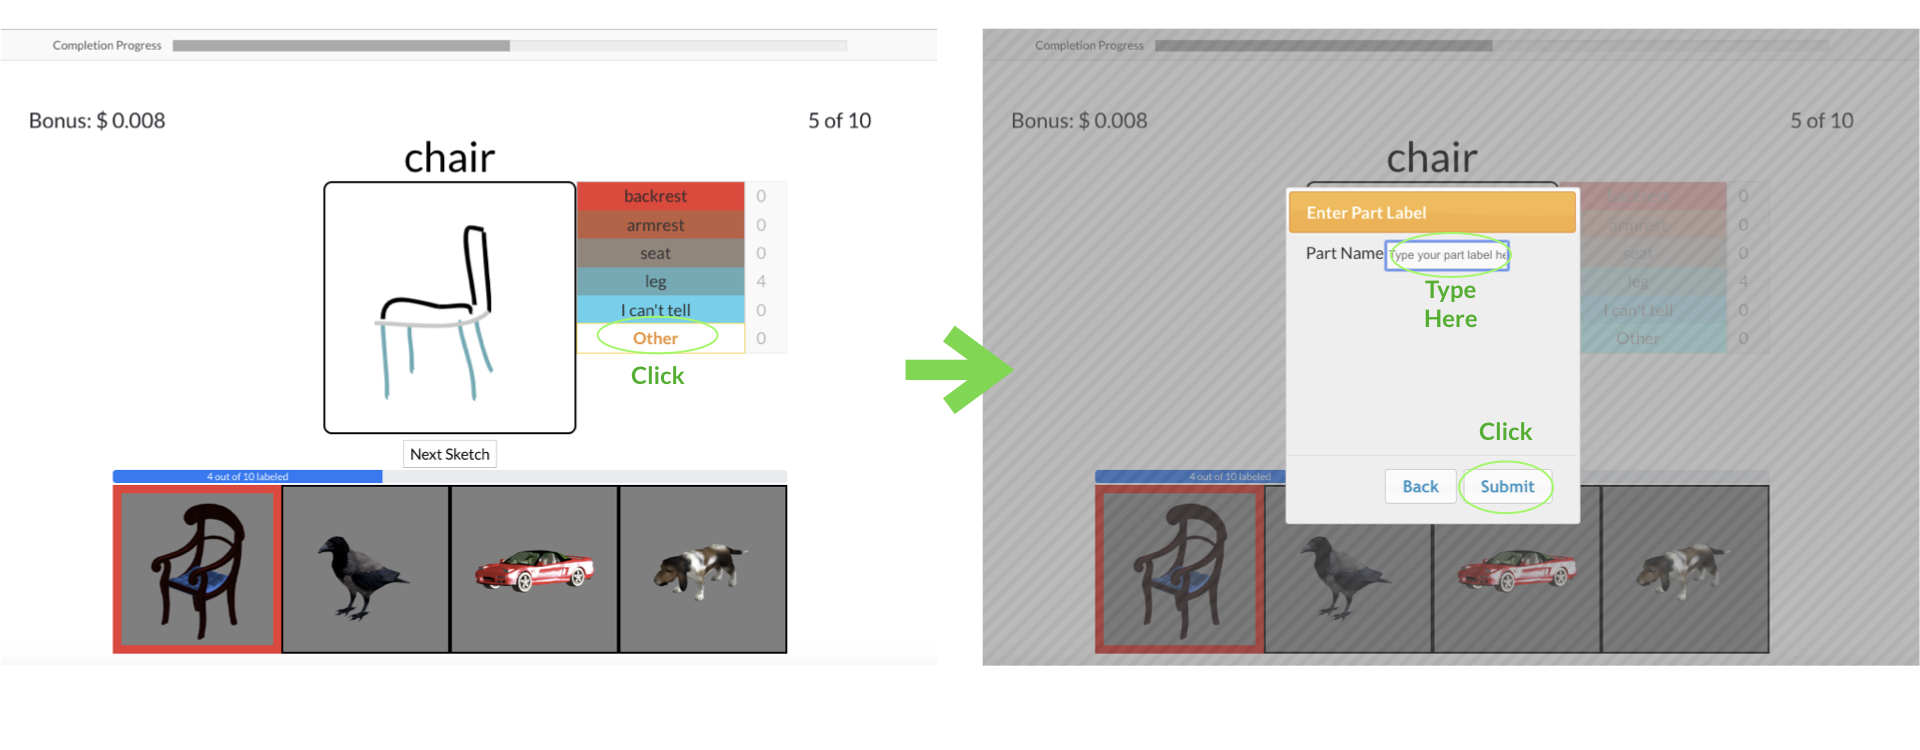 Completion Progress
Bonus: $ 0.008
5 of 10
chair
backrest 0
armrest 0
seat 0
leg 4
I can't tell 0
Other 0
Click
Next Sketch
4 out of 10 labeled
Completion Progress
Bonus: $ 0.008
5 of 10
chair
0
Enter Part Label
armrest 0
Part Name Type your part label he
seat 0
leg 4
Type
Here
I can't tell 0
Other 0
Click
4 out of 10 labeled
Back Submit